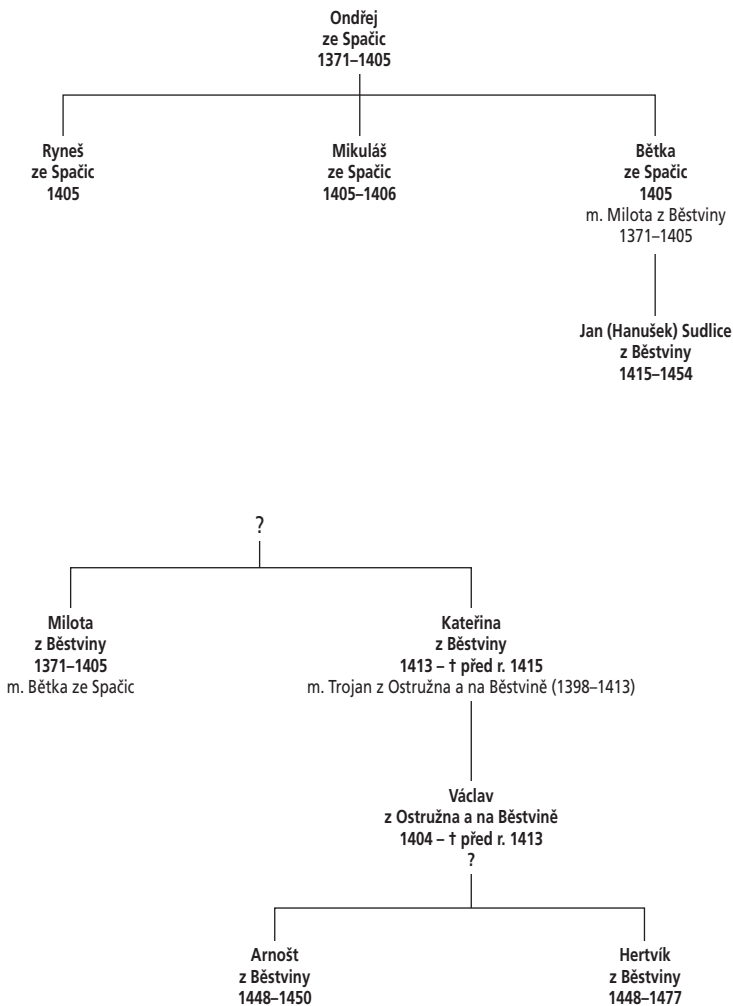 Ondřej
ze Spačic
1371–1405
Ryneš
ze Spačic
1405
Mikuláš
ze Spačic
1405–1406
Bětka
ze Spačic
1405
m. Milota z Běstviny
1371–1405
Jan (Hanušek) Sudlice
z Běstviny
1415–1454
?
Milota
z Běstviny
1371–1405
m. Bětka ze Spačic
Kateřina
z Běstviny
1413 – † před r. 1415
m. Trojan z Ostružna a na Běstvině (1398–1413)
Václav
z Ostružna a na Běstvině
1404 – † před r. 1413
?
Arnošt
z Běstviny
1448–1450
Hertvík
z Běstviny
1448–1477